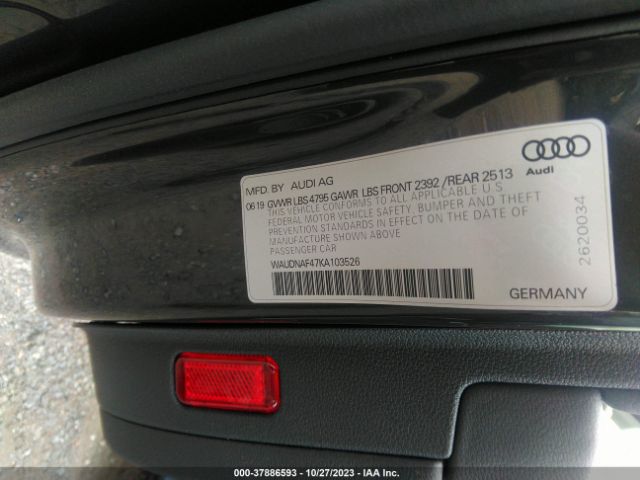 MFD. BY AUDI AG
Audi
0619 GVWR LBS 4795 GAWR LBS FRONT 2392 /REAR 2513
THIS VEHICLE CONFORMS TO ALL APPLICABLE U.S.
FEDERAL MOTOR VEHICLE SAFETY, BUMPER AND THEFT
PREVENTION STANDARDS IN EFFECT ON THE DATE OF
MANUFACTURE SHOWN ABOVE
PASSENGER CAR
WAUDNAF47KA103526
GERMANY
2620034
000-37886593 - 10/27/2023 - IAA Inc.